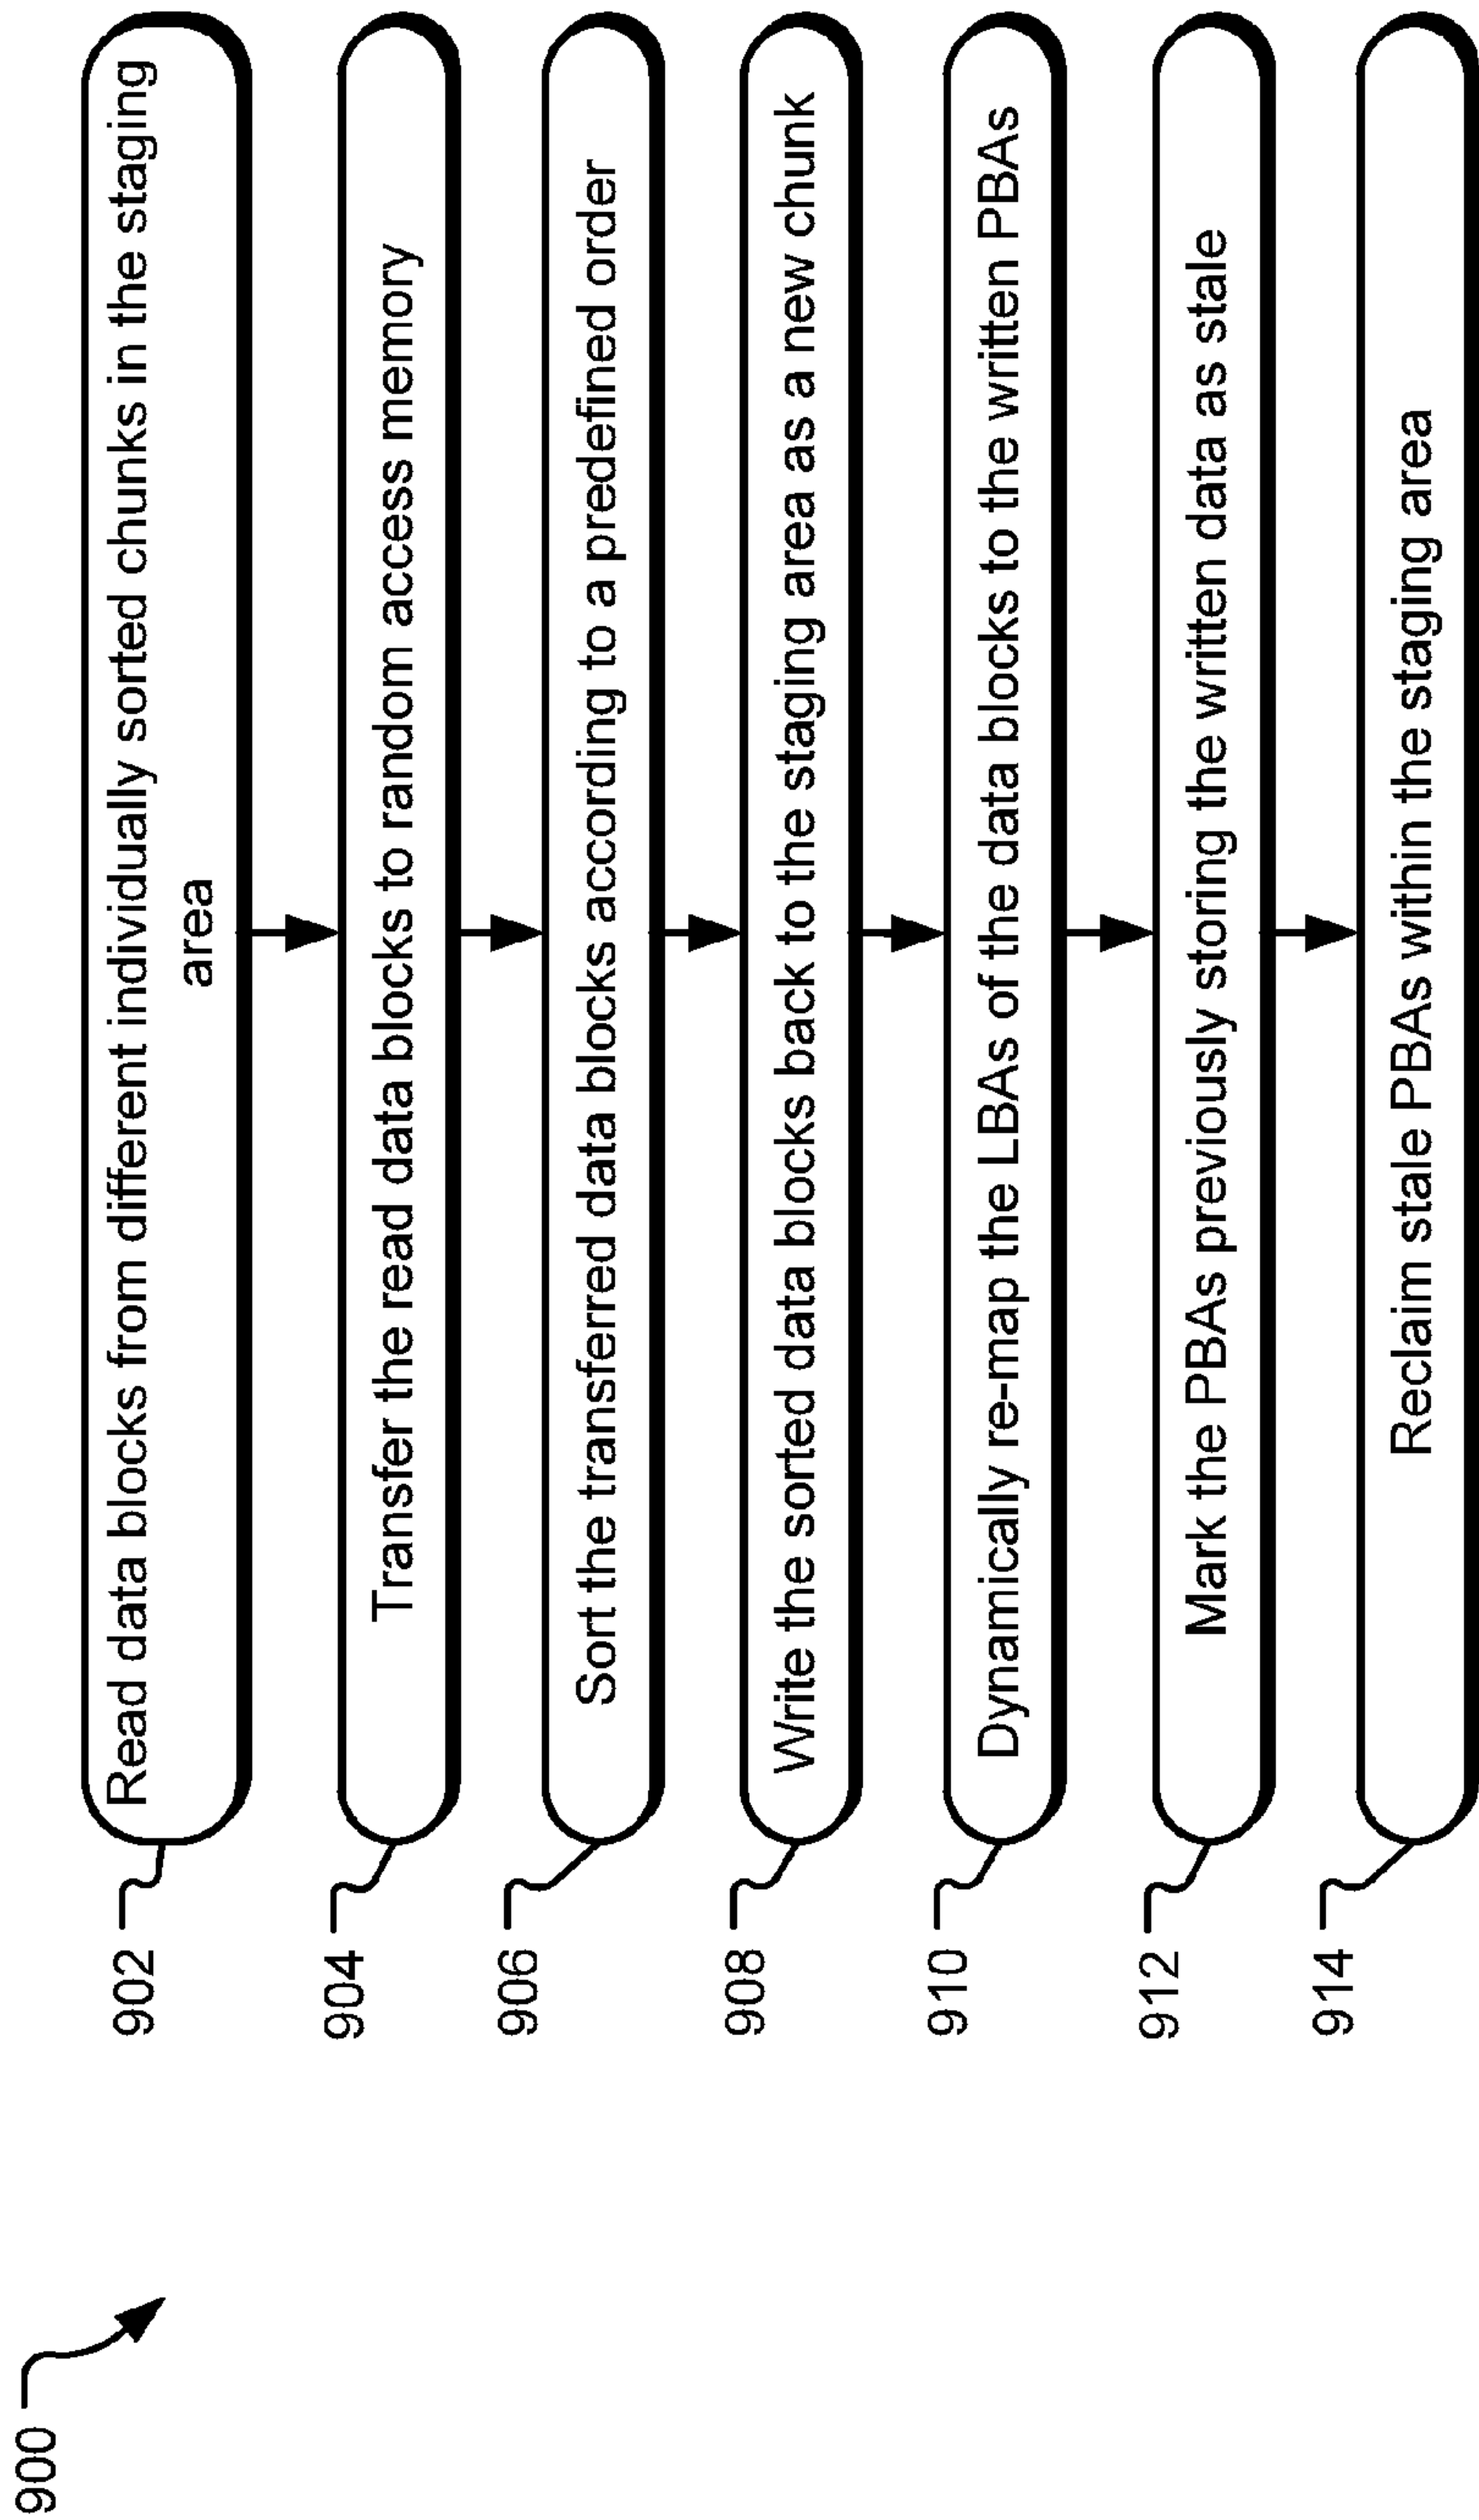 900
902
Read data blocks from different individually sorted chunks in the staging
area
904
Transfer the read data blocks to random access memory
906
Sort the transferred data blocks according to a predefined order
908
Write the sorted data blocks back to the staging area as a new chunk
910
Dynamically re-map the LBAs of the data blocks to the written PBAs
912
Mark the PBAs previously storing the written data as stale
914
Reclaim stale PBAs within the staging area